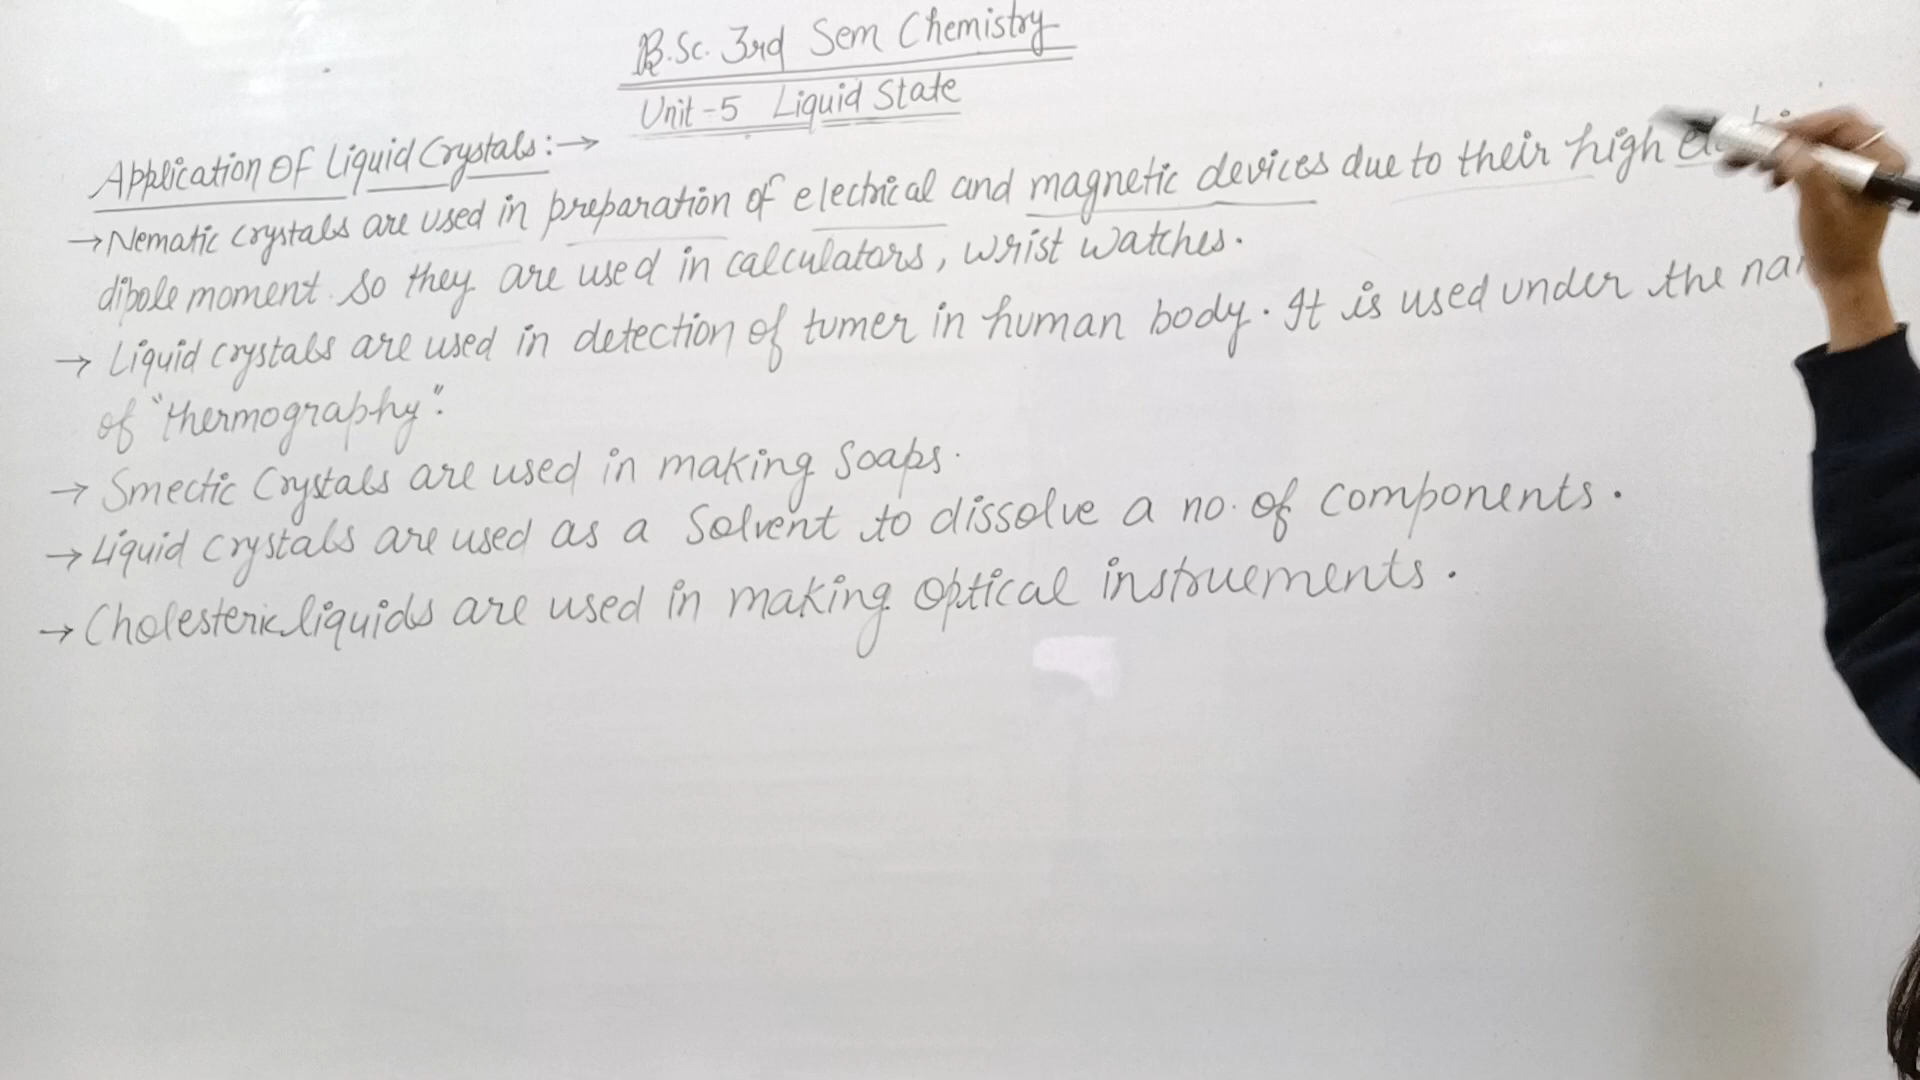 B.Sc. 3rd Sem Chemistry
Unit-5 Liquid State
Application OF Liquid Crystals:→
→Nematic crystals are used in preparation of electrical and magnetic devices due to their high
dipole moment. So they are used in calculators, wrist watches.
→ Liquid crystals are used in detection of tumer in human body. It is used under the
of "thermography".
→ Smectic Crystals are used in making Soaps.
→Liquid crystals are used as a Solvent to dissolve a no. of components.
→Cholesteric liquids are used in making optical instruements.